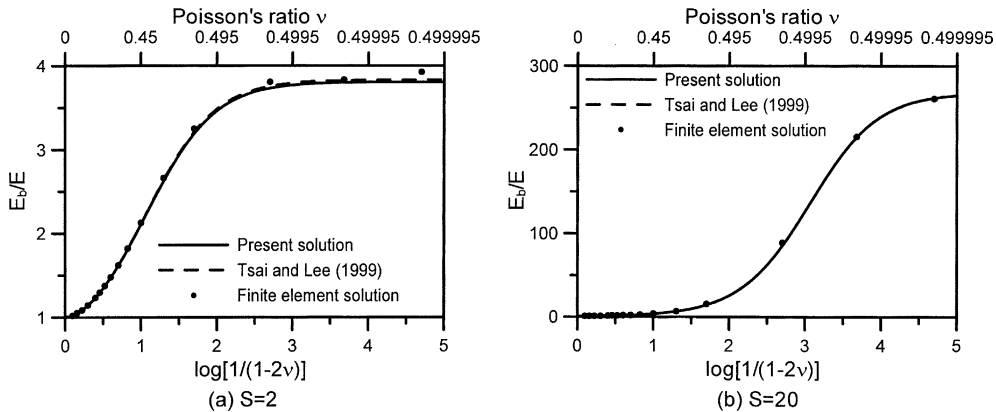 Poisson's ratio ν
0 0.45 0.495 0.4995 0.49995 0.499995
4
3
2
1
E_b/E
Present solution
Tsai and Lee (1999)
Finite element solution
0 1 2 3 4 5
log[1/(1-2ν)]
(a) S=2
Poisson's ratio ν
0 0.45 0.495 0.4995 0.49995 0.499995
300
200
100
0
E_b/E
Present solution
Tsai and Lee (1999)
Finite element solution
0 1 2 3 4 5
log[1/(1-2ν)]
(b) S=20